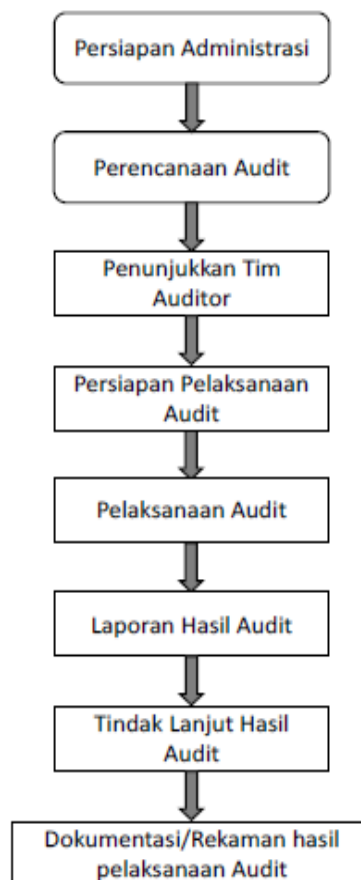 Persiapan Administrasi
Perencanaan Audit
Penunjukkan Tim
Auditor
Persiapan Pelaksanaan
Audit
Pelaksanaan Audit
Laporan Hasil Audit
Tindak Lanjut Hasil
Audit
Dokumentasi/Rekaman hasil
pelaksanaan Audit